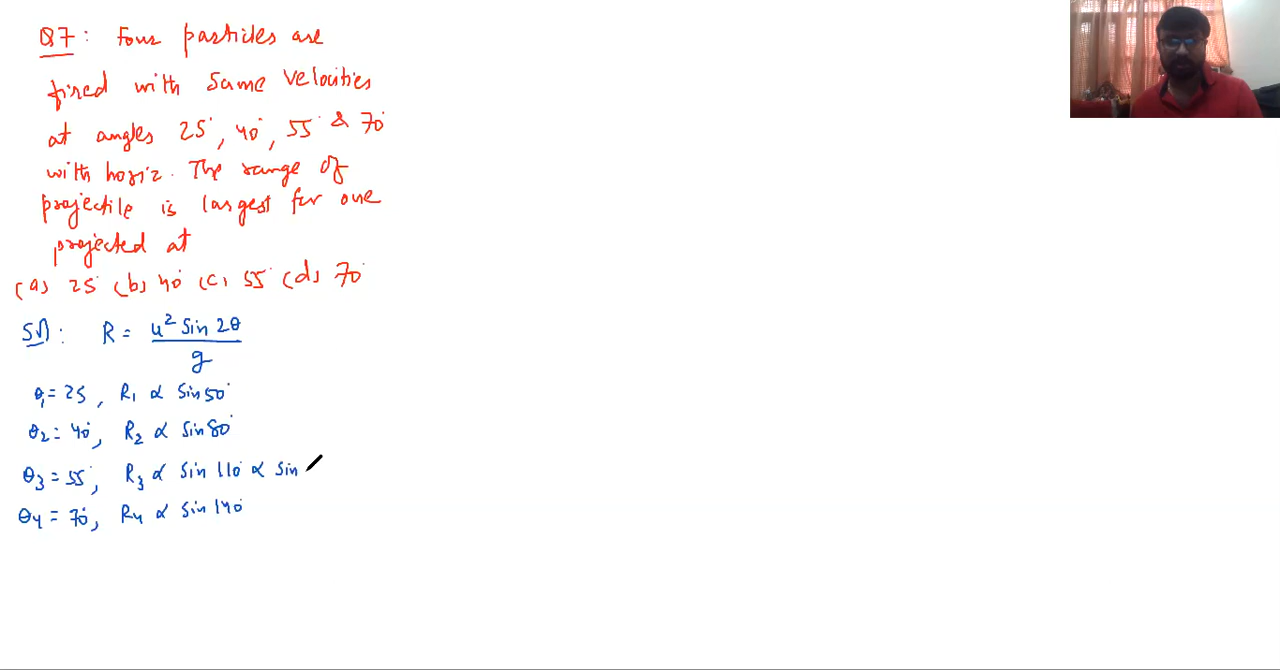 Q7: Four particles are
fired with same velocities
at angles 25°, 40°, 55° & 70°
with horiz. The range of
projectile is largest for one
projected at
(a) 25° (b) 40° (c) 55° (d) 70°
Sol: R = u² sin 2θ / g
θ₁ = 25, R₁ ∝ sin 50°
θ₂ = 40°, R₂ ∝ sin 80°
θ₃ = 55°, R₃ ∝ sin 110° ∝ sin
θ₄ = 70°, R₄ ∝ sin 140°